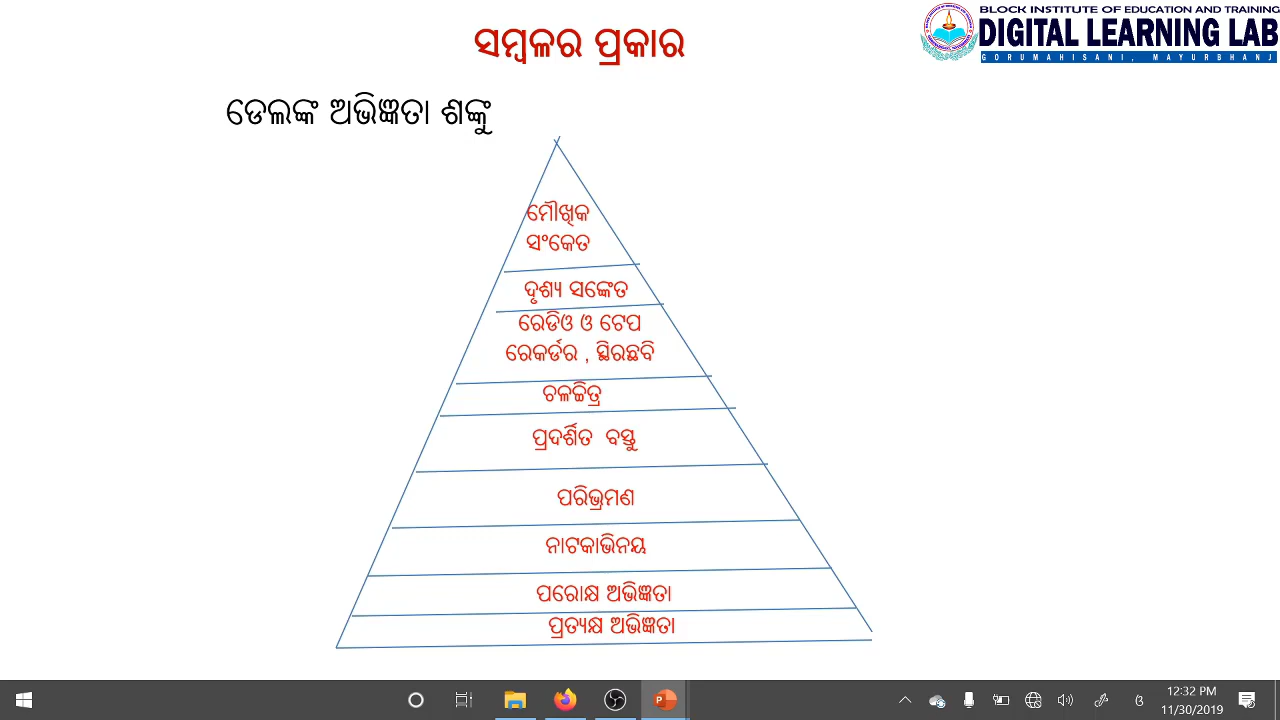 ସମ୍ବଳର ପ୍ରକାର
BLOCK INSTITUTE OF EDUCATION AND TRAINING
DIGITAL LEARNING LAB
GORUMAHISANI, MAYURBHANJ
ଡେଲଙ୍କ ଅଭିଜ୍ଞତା ଶଙ୍କୁ
ମୌଖିକ
ସଂକେତ
ଦୃଶ୍ୟ ସଙ୍କେତ
ରେଡିଓ ଓ ଟେପ
ରେକର୍ଡର , ସ୍ଥିରଛବି
ଚଳଚ୍ଚିତ୍ର
ପ୍ରଦର୍ଶିତ ବସ୍ତୁ
ପରିଭ୍ରମଣ
ନାଟକାଭିନୟ
ପରୋକ୍ଷ ଅଭିଜ୍ଞତା
ପ୍ରତ୍ୟକ୍ଷ ଅଭିଜ୍ଞତା
12:32 PM
11/30/2019